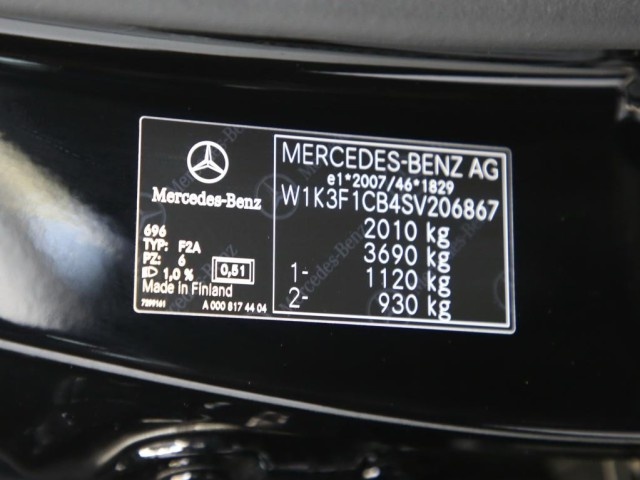 Mercedes-Benz
696
TYP: F2A
PZ: 6
1,0 % 0,51
Made in Finland
A 000 817 44 04
MERCEDES-BENZ AG
e1*2007/46*1829
W1K3F1CB4SV206867
2010 kg
3690 kg
1- 1120 kg
2- 930 kg